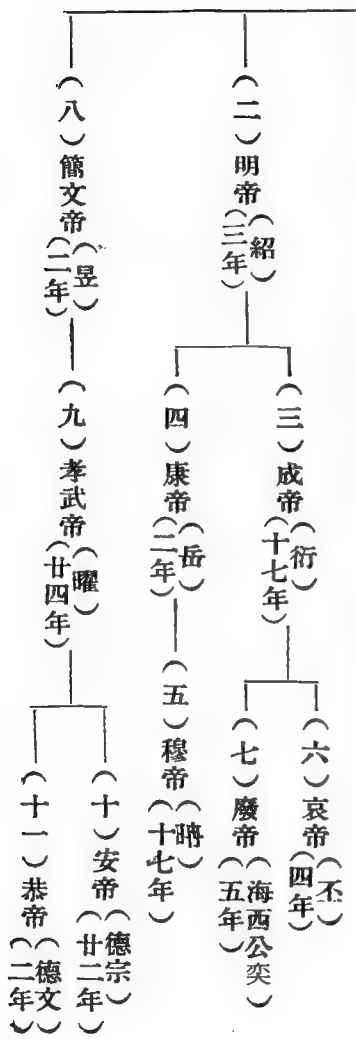 （二）明帝（紹）（三年）
（三）成帝（衍）（十七年）
（六）哀帝（丕）（四年）
（七）廢帝（海西公奕）（五年）
（四）康帝（岳）（二年）
（五）穆帝（聃）（十七年）
（八）簡文帝（昱）（二年）
（九）孝武帝（曜）（廿四年）
（十）安帝（德宗）（廿二年）
（十一）恭帝（德文）（二年）